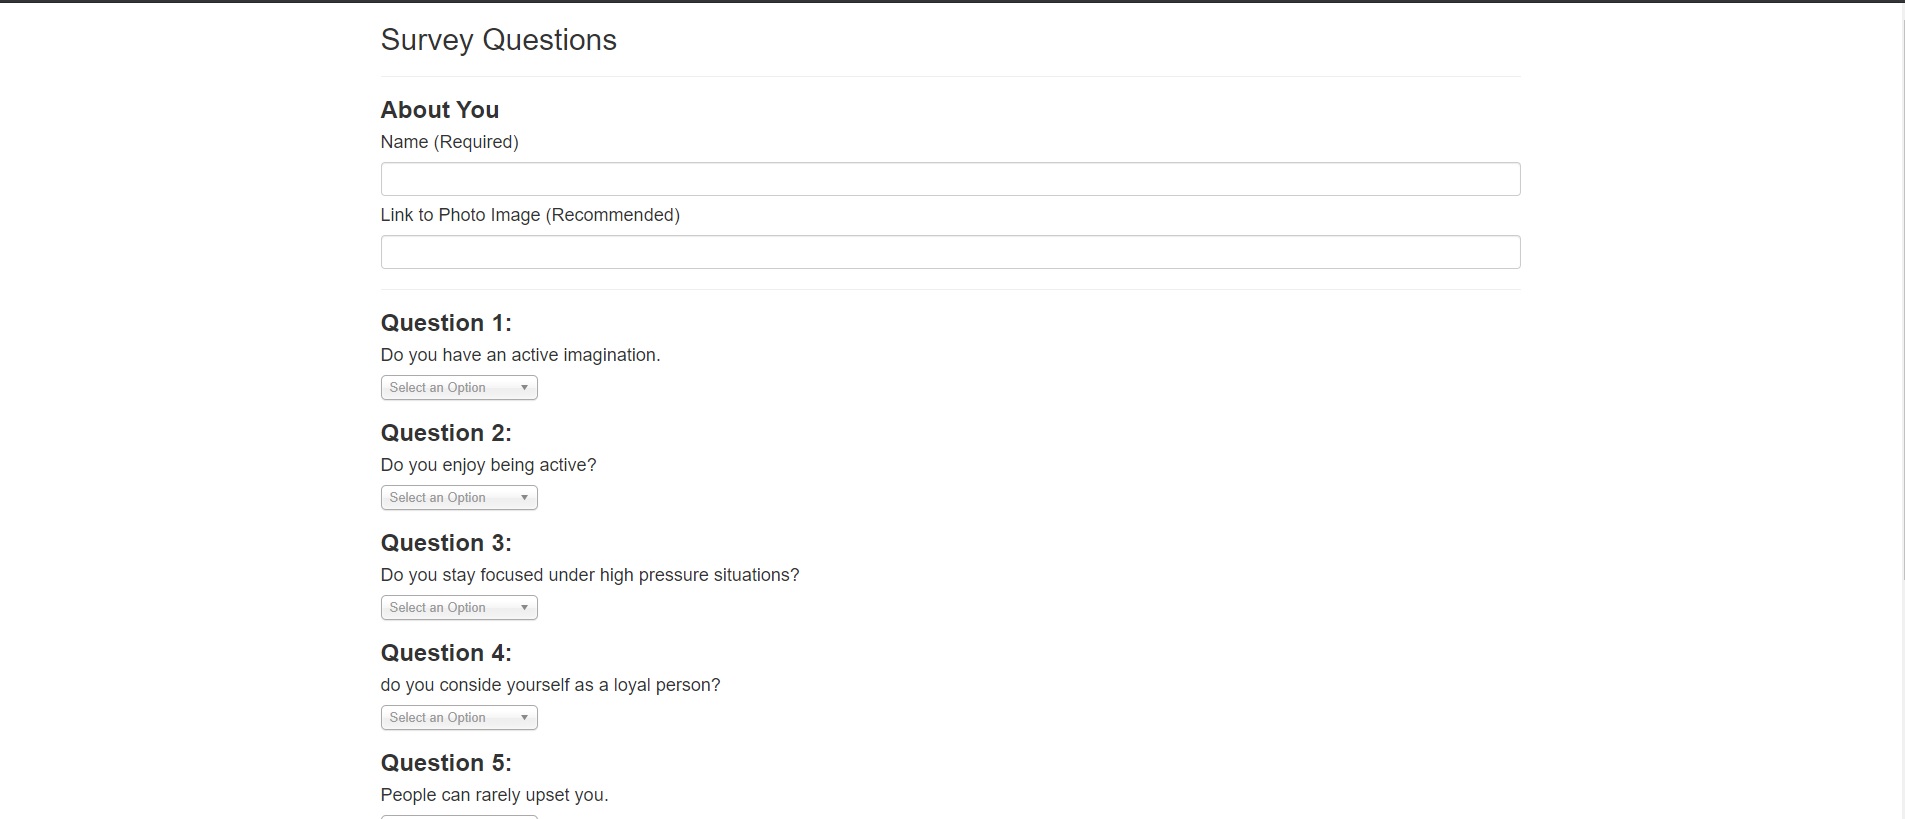 Survey Questions
About You
Name (Required)
Link to Photo Image (Recommended)
Question 1:
Do you have an active imagination.
Select an Option
Question 2:
Do you enjoy being active?
Select an Option
Question 3:
Do you stay focused under high pressure situations?
Select an Option
Question 4:
do you conside yourself as a loyal person?
Select an Option
Question 5:
People can rarely upset you.